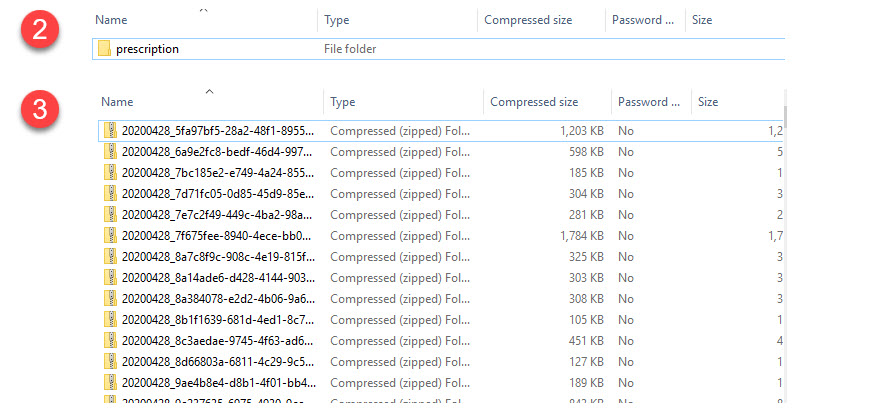 2
Name Type Compressed size Password ... Size
prescription File folder
3
Name Type Compressed size Password ... Size
20200428_5fa97bf5-28a2-48f1-8955... Compressed (zipped) Fol... 1,203 KB No 1,2
20200428_6a9e2fc8-bedf-46d4-997... Compressed (zipped) Fol... 598 KB No 5
20200428_7bc185e2-e749-4a24-855... Compressed (zipped) Fol... 185 KB No 1
20200428_7d71fc05-0d85-45d9-85e... Compressed (zipped) Fol... 304 KB No 3
20200428_7e7c2f49-449c-4ba2-98a... Compressed (zipped) Fol... 281 KB No 2
20200428_7f675fee-8940-4ece-bb0... Compressed (zipped) Fol... 1,784 KB No 1,7
20200428_8a7c8f9c-908c-4e19-815f... Compressed (zipped) Fol... 325 KB No 3
20200428_8a14ade6-d428-4144-903... Compressed (zipped) Fol... 303 KB No 3
20200428_8a384078-e2d2-4b06-9a6... Compressed (zipped) Fol... 308 KB No 3
20200428_8b1f1639-681d-4ed1-8c7... Compressed (zipped) Fol... 105 KB No 1
20200428_8c3aedae-9745-4f63-ad6... Compressed (zipped) Fol... 451 KB No 4
20200428_8d66803a-6811-4c29-9c5... Compressed (zipped) Fol... 127 KB No 1
20200428_9ae4b8e4-d8b1-4f01-bb4... Compressed (zipped) Fol... 189 KB No 1